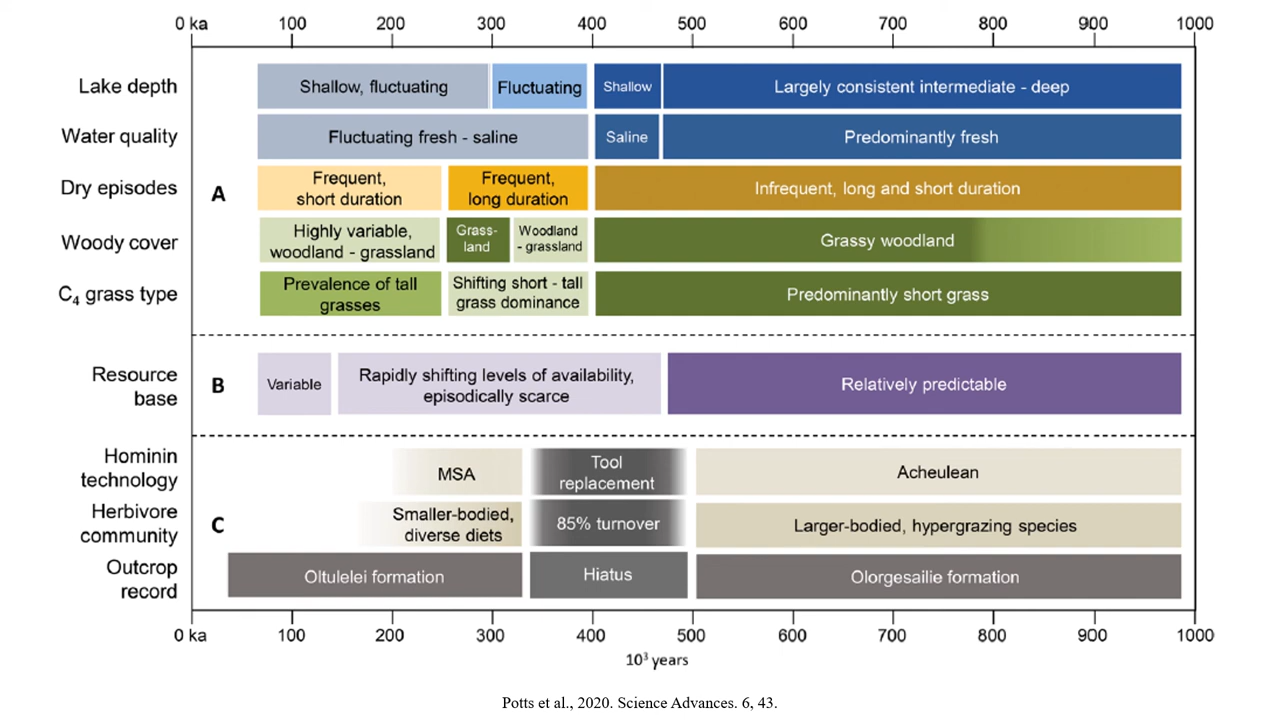 0 ka 100 200 300 400 500 600 700 800 900 1000
Lake depth
Shallow, fluctuating
Fluctuating
Shallow
Largely consistent intermediate - deep
Water quality
Fluctuating fresh - saline
Saline
Predominantly fresh
Dry episodes
A
Frequent,
short duration
Frequent,
long duration
Infrequent, long and short duration
Woody cover
Highly variable,
woodland - grassland
Grass-
land
Woodland
- grassland
Grassy woodland
C₄ grass type
Prevalence of tall
grasses
Shifting short - tall
grass dominance
Predominantly short grass
Resource
base
B
Variable
Rapidly shifting levels of availability,
episodically scarce
Relatively predictable
Hominin
technology
MSA
Tool
replacement
Acheulean
Herbivore
community
C
Smaller-bodied,
diverse diets
85% turnover
Larger-bodied, hypergrazing species
Outcrop
record
Oltulelei formation
Hiatus
Olorgesailie formation
0 ka 100 200 300 400 500 600 700 800 900 1000
10³ years
Potts et al., 2020. Science Advances. 6, 43.